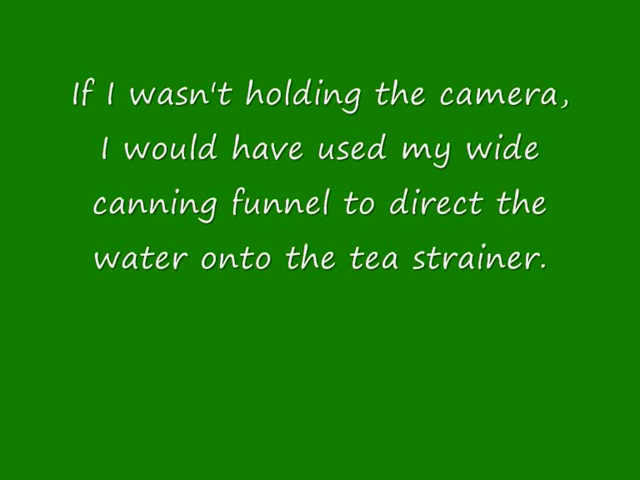 If I wasn't holding the camera,
I would have used my wide
canning funnel to direct the
water onto the tea strainer.